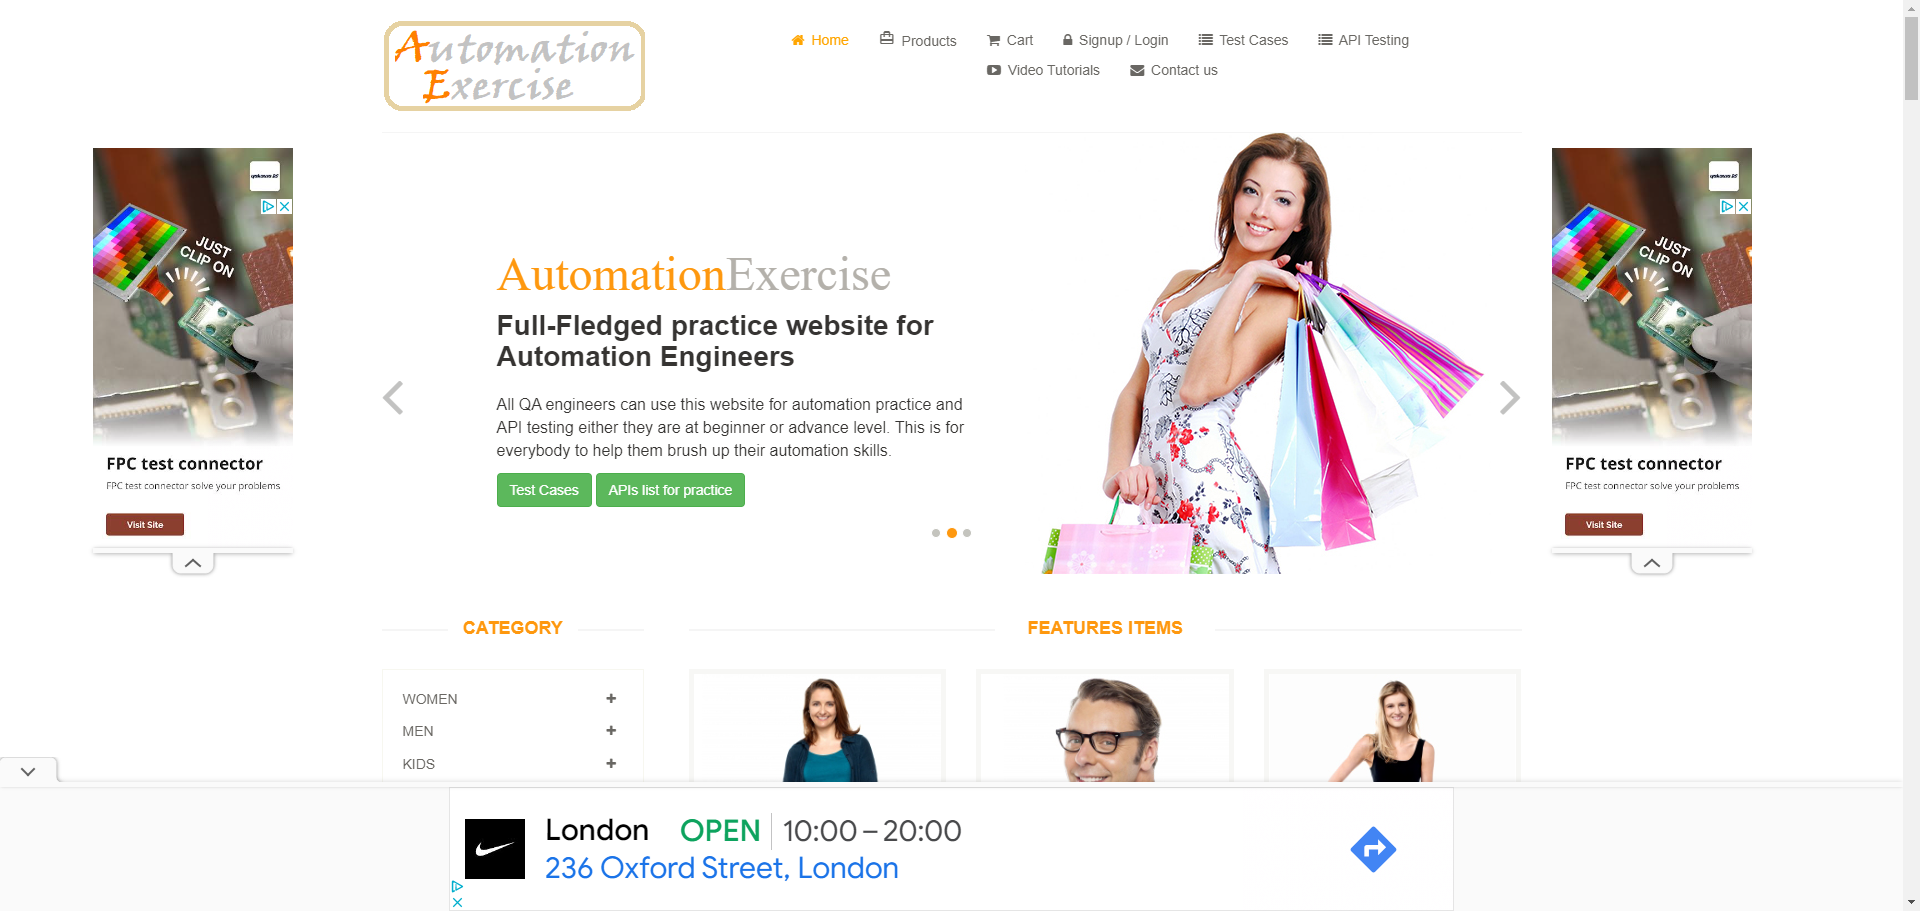 Automation
Exercise
Home
Products
Cart
Signup / Login
Test Cases
API Testing
Video Tutorials
Contact us
JUST
CLIP ON
FPC test connector
FPC test connector solve your problems
Visit Site
AutomationExercise
Full-Fledged practice website for
Automation Engineers
All QA engineers can use this website for automation practice and
API testing either they are at beginner or advance level. This is for
everybody to help them brush up their automation skills.
Test Cases
APIs list for practice
JUST
CLIP ON
FPC test connector
FPC test connector solve your problems
Visit Site
CATEGORY
WOMEN
MEN
KIDS
FEATURES ITEMS
London OPEN 10:00 – 20:00
236 Oxford Street, London